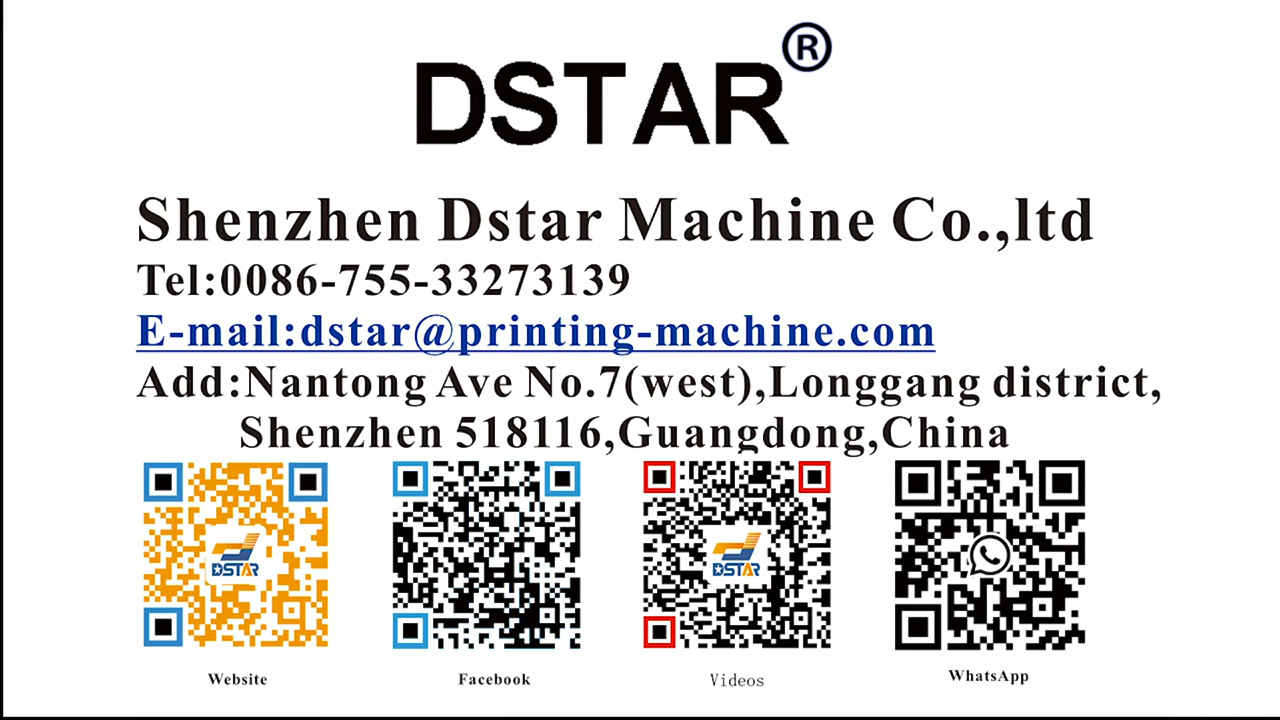 DSTAR®
Shenzhen Dstar Machine Co.,ltd
Tel:0086-755-33273139
E-mail:dstar@printing-machine.com
Add:Nantong Ave No.7(west),Longgang district,
Shenzhen 518116,Guangdong,China
DSTAR DSTAR
Website Facebook Videos WhatsApp